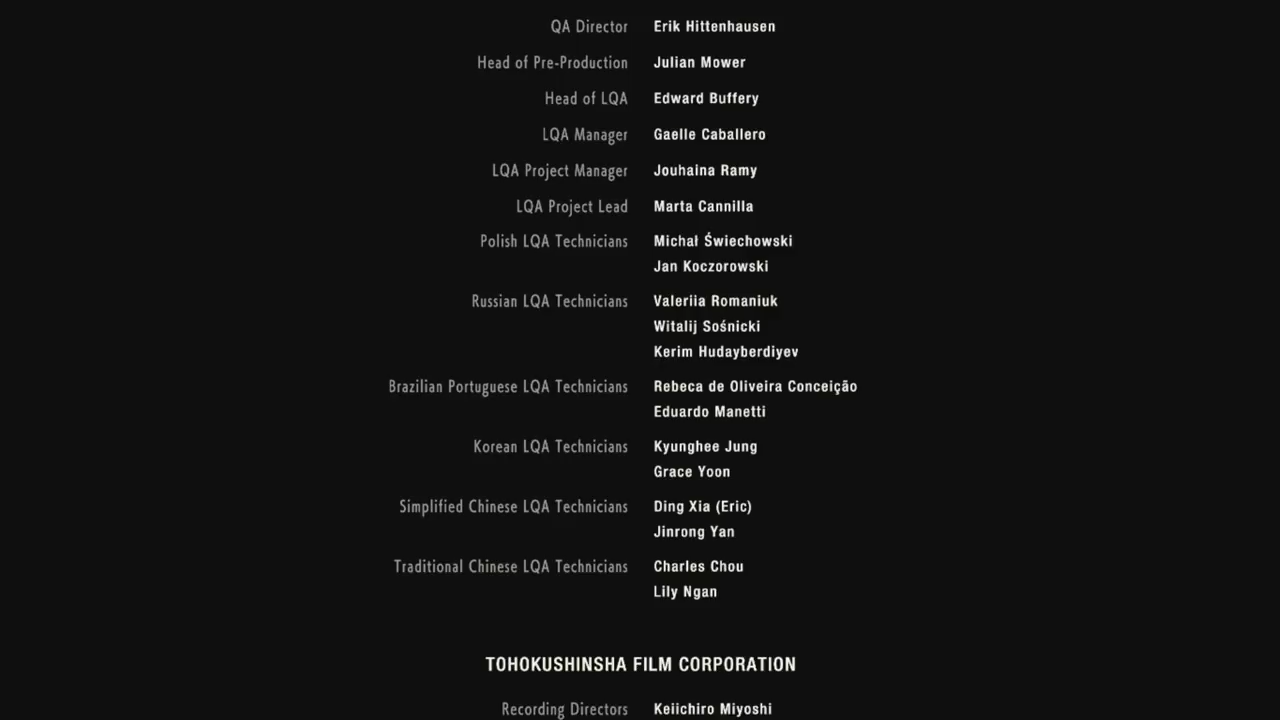 QA Director Erik Hittenhausen
Head of Pre-Production Julian Mower
Head of LQA Edward Buffery
LQA Manager Gaelle Caballero
LQA Project Manager Jouhaina Ramy
LQA Project Lead Marta Cannilla
Polish LQA Technicians Michał Świechowski
Jan Koczorowski
Russian LQA Technicians Valeriia Romaniuk
Witalij Sośnicki
Kerim Hudayberdiyev
Brazilian Portuguese LQA Technicians Rebeca de Oliveira Conceição
Eduardo Manetti
Korean LQA Technicians Kyunghee Jung
Grace Yoon
Simplified Chinese LQA Technicians Ding Xia (Eric)
Jinrong Yan
Traditional Chinese LQA Technicians Charles Chou
Lily Ngan
TOHOKUSHINSHA FILM CORPORATION
Recording Directors Keiichiro Miyoshi